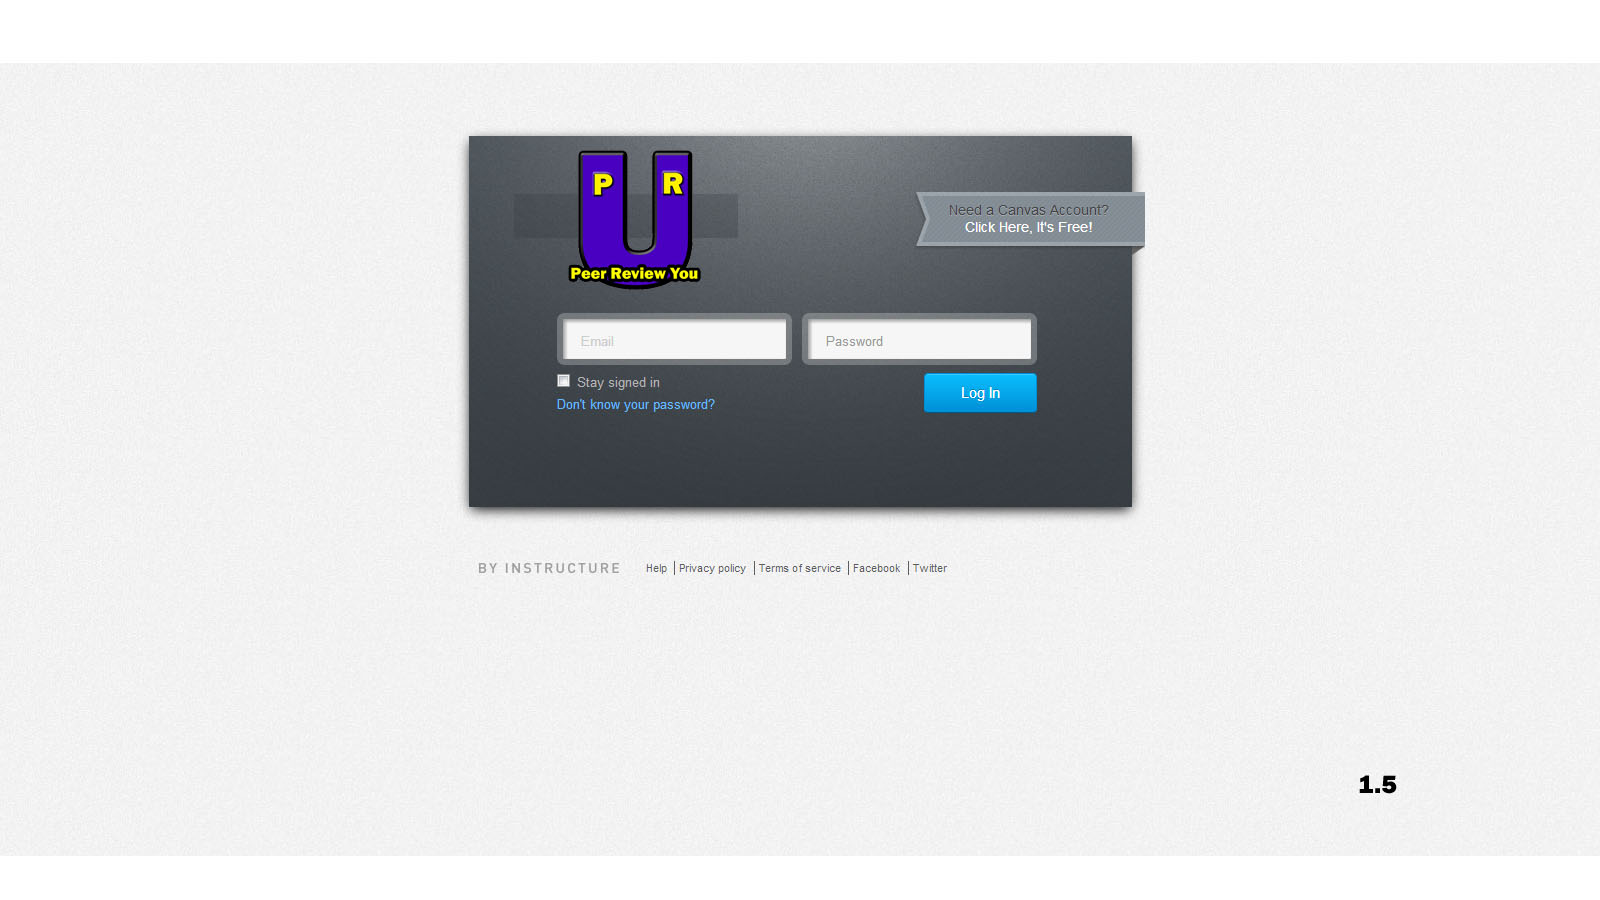 P R
Peer Review You
Need a Canvas Account?
Click Here, It's Free!
Email
Password
Stay signed in
Log In
Don't know your password?
BY INSTRUCTURE
Help
Privacy policy
Terms of service
Facebook
Twitter
1.5